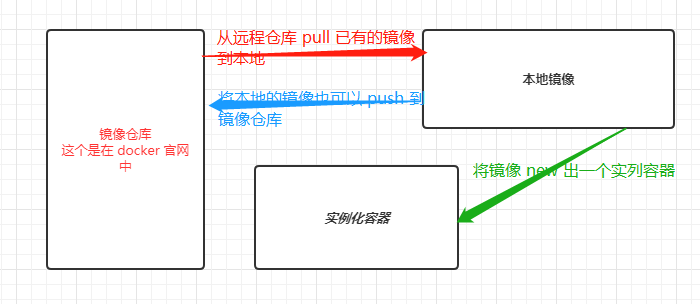 从远程仓库 pull 已有的镜像
到本地
本地镜像
将本地的镜像也可以 push 到
镜像仓库
镜像仓库
这个是在 docker 官网
中
将镜像 new 出一个实列容器
实例化容器